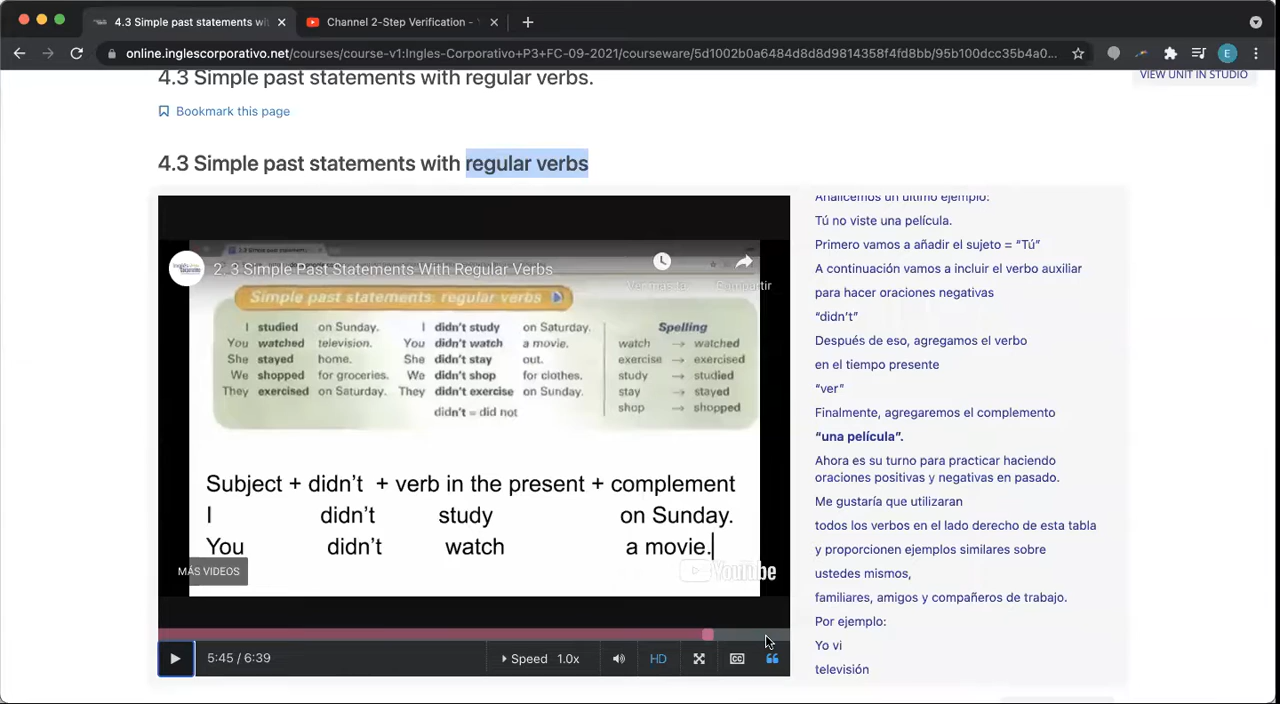 4.3 Simple past statements wit
Channel 2-Step Verification -
online.inglescorporativo.net/courses/course-v1:Ingles-Corporativo+P3+FC-09-2021/courseware/5d1002b0a6484d8d8d9814358f4fd8bb/95b100dcc35b4a0...
E
4.3 Simple past statements with regular verbs.
VIEW UNIT IN STUDIO
Bookmark this page
4.3 Simple past statements with regular verbs
2 .3 Simple Past Statements With Regular Verbs
Simple past statements: regular verbs
I studied on Sunday. I didn't study on Saturday. Spelling
You watched television. You didn't watch a movie. watch → watched
She stayed home. She didn't stay out. exercise → exercised
We shopped for groceries. We didn't shop for clothes. study → studied
They exercised on Saturday. They didn't exercise on Sunday. stay → stayed
didn't = did not shop → shopped
Subject + didn't + verb in the present + complement
I didn't study on Sunday.
You didn't watch a movie.
MÁS VIDEOS
YouTube
5:45 / 6:39
Speed 1.0x
HD
CC
Analicemos un último ejemplo:
Tú no viste una película.
Primero vamos a añadir el sujeto = “Tú”
A continuación vamos a incluir el verbo auxiliar
para hacer oraciones negativas
“didn’t”
Después de eso, agregamos el verbo
en el tiempo presente
“ver”
Finalmente, agregaremos el complemento
“una película”.
Ahora es su turno para practicar haciendo
oraciones positivas y negativas en pasado.
Me gustaría que utilizaran
todos los verbos en el lado derecho de esta tabla
y proporcionen ejemplos similares sobre
ustedes mismos,
familiares, amigos y compañeros de trabajo.
Por ejemplo:
Yo vi
televisión